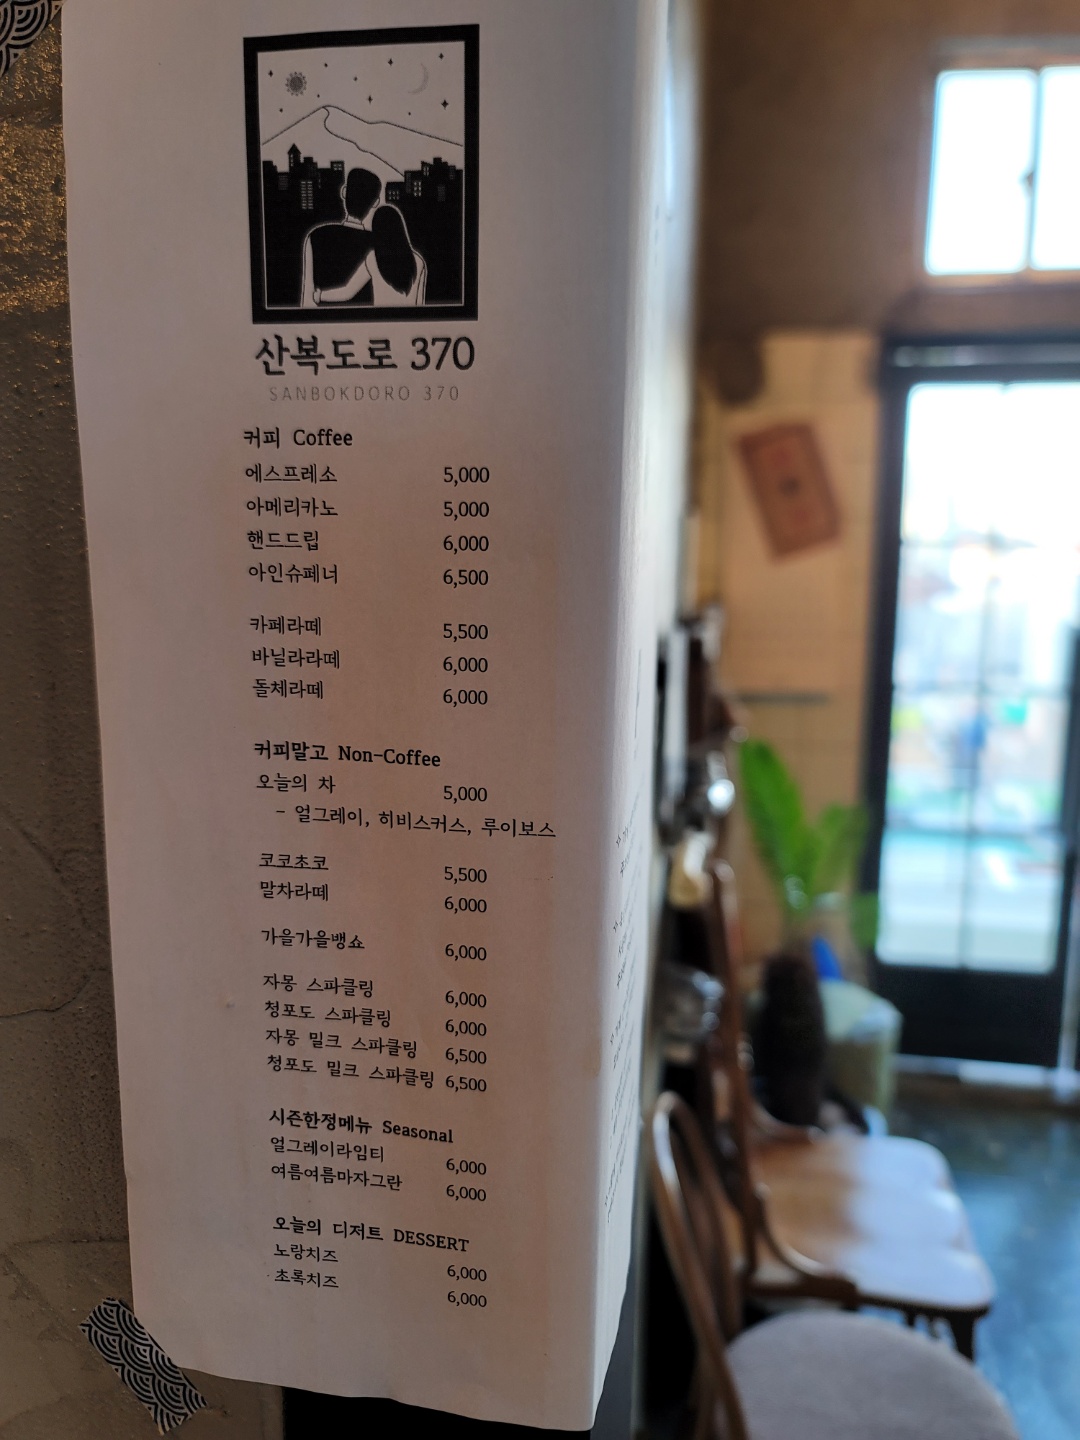 산복도로 370
SANBOKDORO 370
커피 Coffee
에스프레소 5,000
아메리카노 5,000
핸드드립 6,000
아인슈페너 6,500
카페라떼 5,500
바닐라라떼 6,000
돌체라떼 6,000
커피말고 Non-Coffee
오늘의 차 5,000
- 얼그레이, 히비스커스, 루이보스
코코초코 5,500
말차라떼 6,000
가을가을뱅쇼 6,000
자몽 스파클링 6,000
청포도 스파클링 6,000
자몽 밀크 스파클링 6,500
청포도 밀크 스파클링 6,500
시즌한정메뉴 Seasonal
얼그레이라임티 6,000
여름여름마자그란 6,000
오늘의 디저트 DESSERT
노랑치즈 6,000
초록치즈 6,000